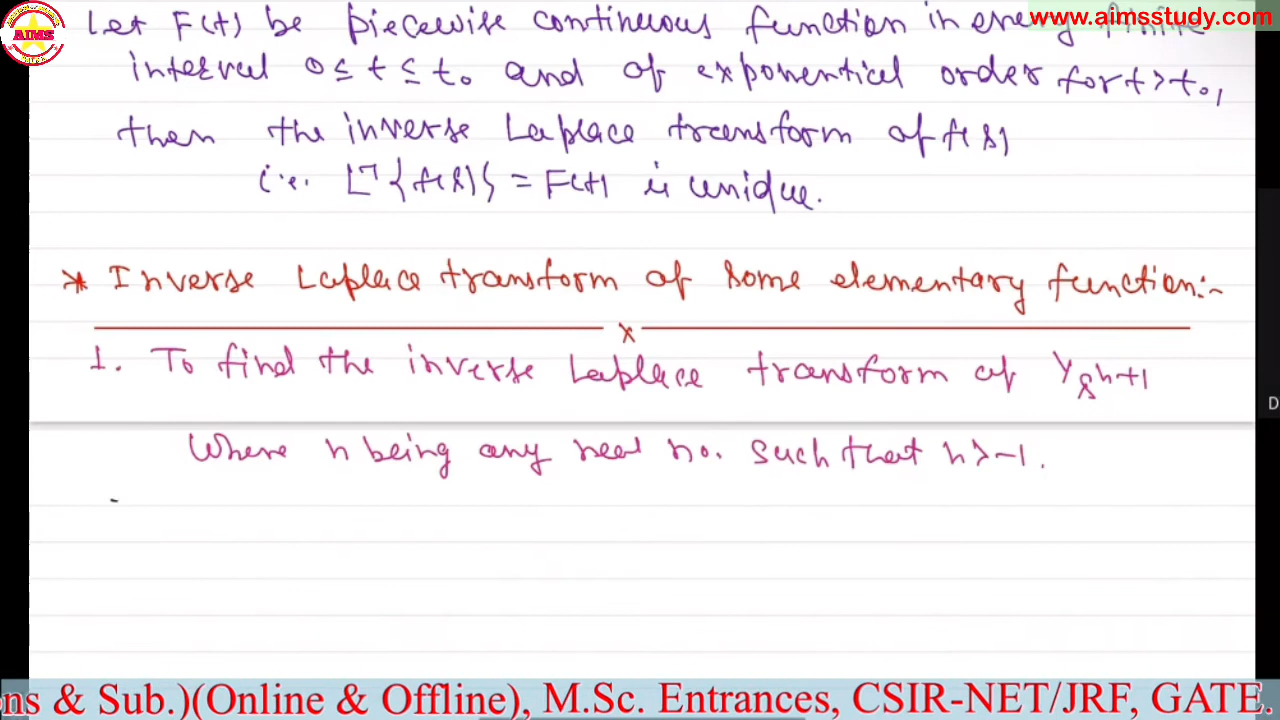 www.aimsstudy.com
AIMS
Let F(t) be piecewise continuous function in every finite
interval 0 ≤ t ≤ t₀ and of exponential order for t > t₀,
then the inverse Laplace transform of f(s)
i.e. L⁻¹{f(s)} = F(t) is unique.
* Inverse Laplace transform of some elementary function:-
x
1. To find the inverse Laplace transform of 1/sⁿ⁺¹
Where n being any real no. such that n > -1.
D
ns & Sub.)(Online & Offline), M.Sc. Entrances, CSIR-NET/JRF, GATE.